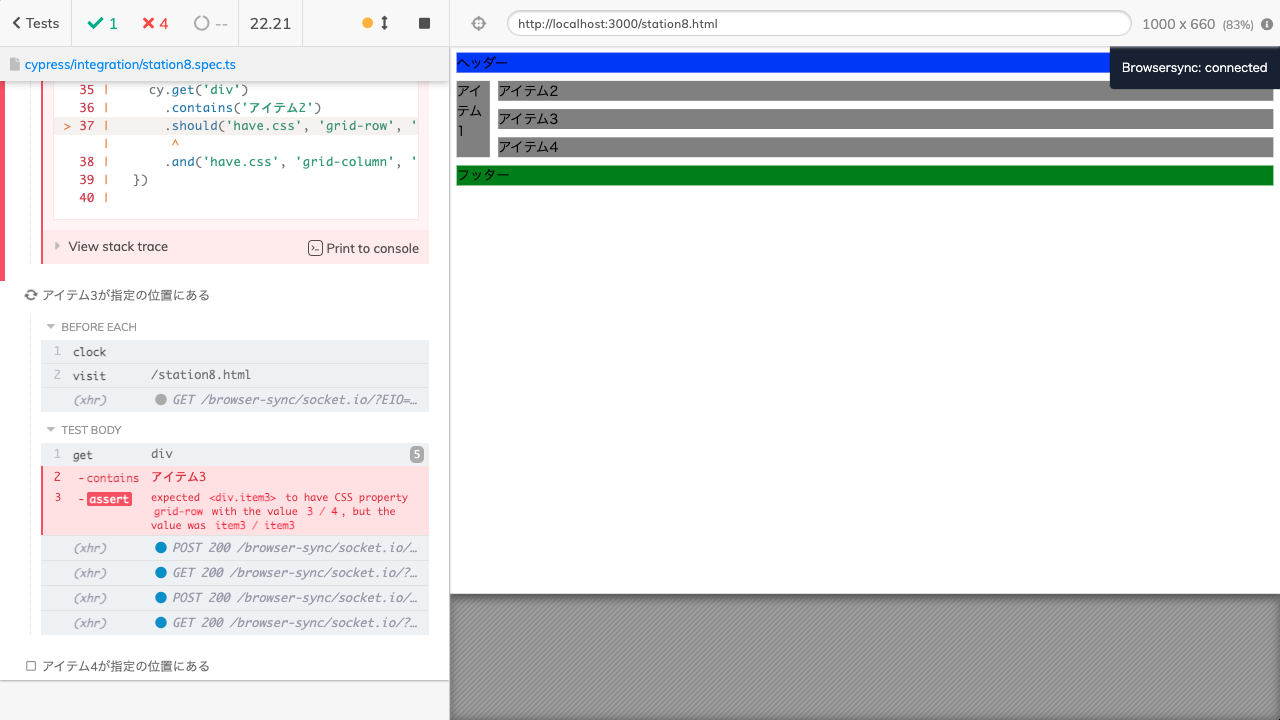 Tests
1
4
--
22.21
http://localhost:3000/station8.html
1000 x 660 (83%)
cypress/integration/station8.spec.ts
35 | cy.get('div')
36 | .contains('アイテム2')
> 37 | .should('have.css', 'grid-row', '
| ^
38 | .and('have.css', 'grid-column', '
39 | })
40 |
View stack trace
Print to console
アイテム3が指定の位置にある
BEFORE EACH
1 clock
2 visit /station8.html
(xhr) GET /browser-sync/socket.io/?EIO=…
TEST BODY
1 get div 5
2 -contains アイテム3
3 -assert expected <div.item3> to have CSS property
grid-row with the value 3 / 4, but the
value was item3 / item3
(xhr) POST 200 /browser-sync/socket.io/…
(xhr) GET 200 /browser-sync/socket.io/?…
(xhr) POST 200 /browser-sync/socket.io/…
(xhr) GET 200 /browser-sync/socket.io/?…
アイテム4が指定の位置にある
ヘッダー
Browsersync: connected
アイ
テム
1
アイテム2
アイテム3
アイテム4
フッター